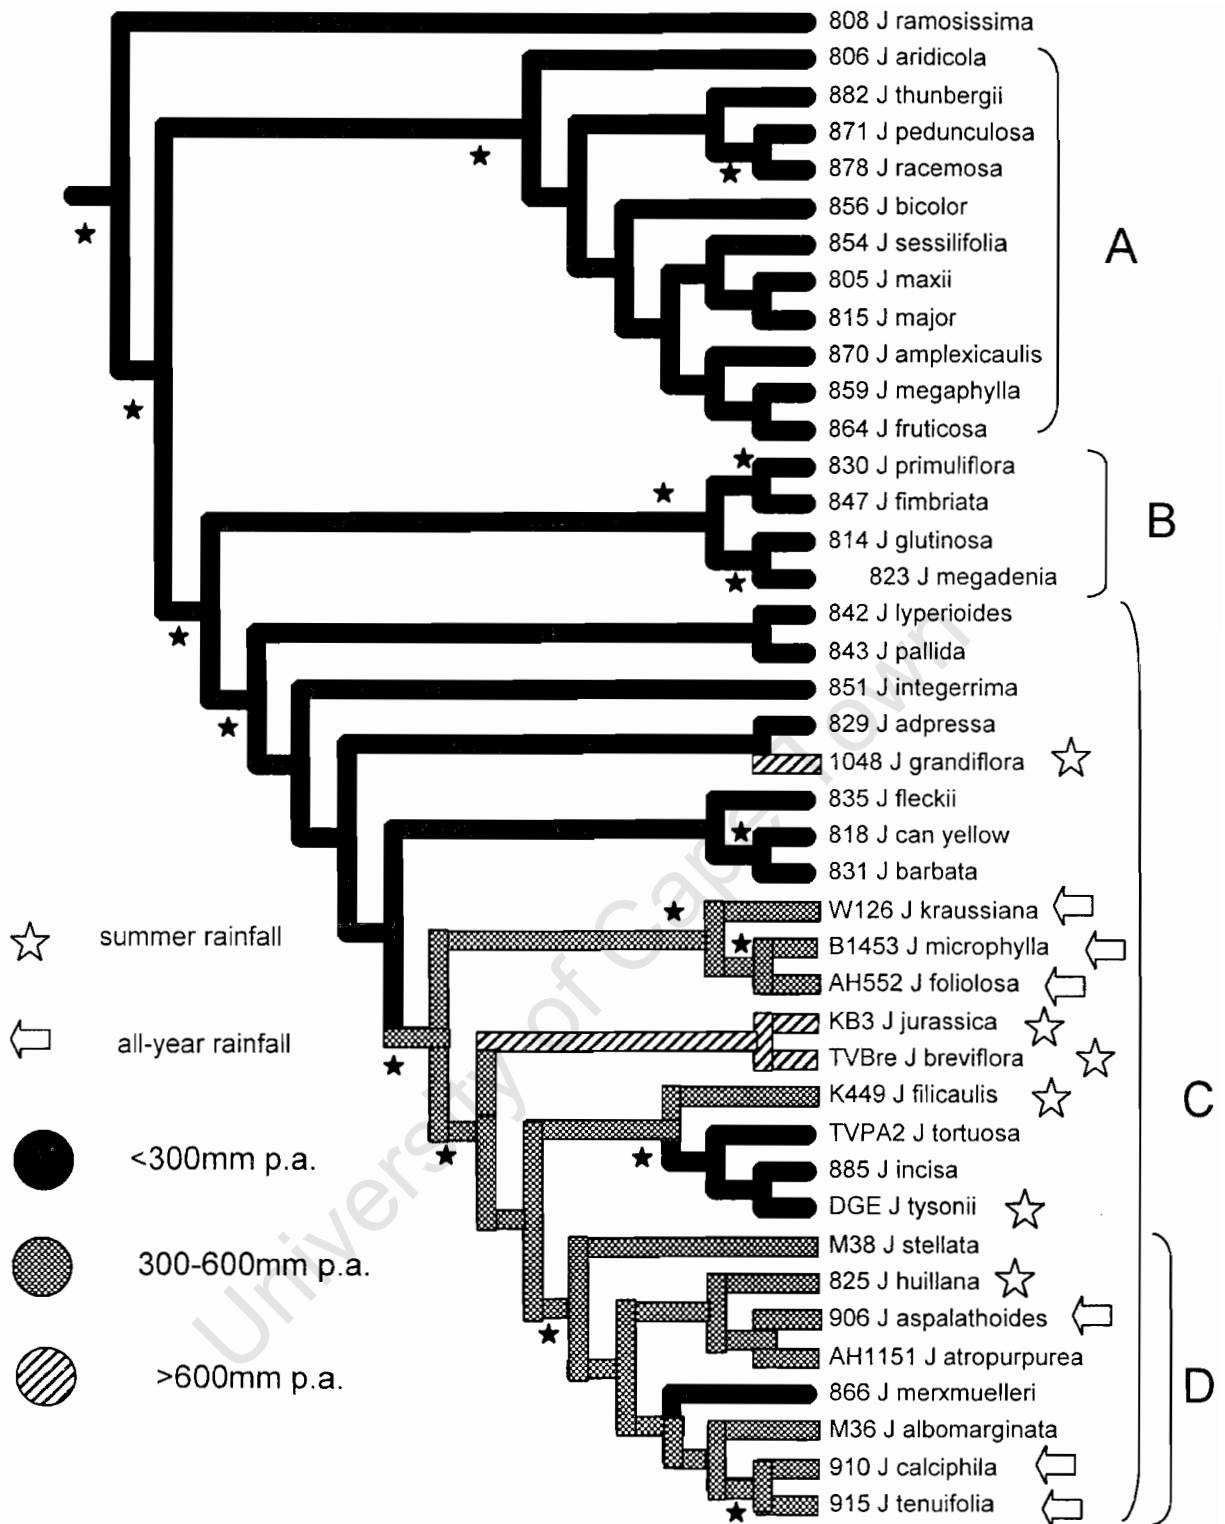 808 J ramosissima
806 J aridicola
882 J thunbergii
871 J pedunculosa
878 J racemosa
856 J bicolor
854 J sessilifolia
805 J maxii
815 J major
870 J amplexicaulis
859 J megaphylla
864 J fruticosa
A
830 J primuliflora
847 J fimbriata
814 J glutinosa
823 J megadenia
B
842 J lyperioides
843 J pallida
851 J integerrima
829 J adpressa
1048 J grandiflora
835 J fleckii
818 J can yellow
831 J barbata
W126 J kraussiana
B1453 J microphylla
AH552 J foliolosa
KB3 J jurassica
TVBre J breviflora
K449 J filicaulis
TVPA2 J tortuosa
885 J incisa
DGE J tysonii
C
M38 J stellata
825 J huillana
906 J aspalathoides
AH1151 J atropurpurea
866 J merxmuelleri
M36 J albomarginata
910 J calciphila
915 J tenuifolia
D
summer rainfall
all-year rainfall
<300mm p.a.
300-600mm p.a.
>600mm p.a.
University of Cape Town